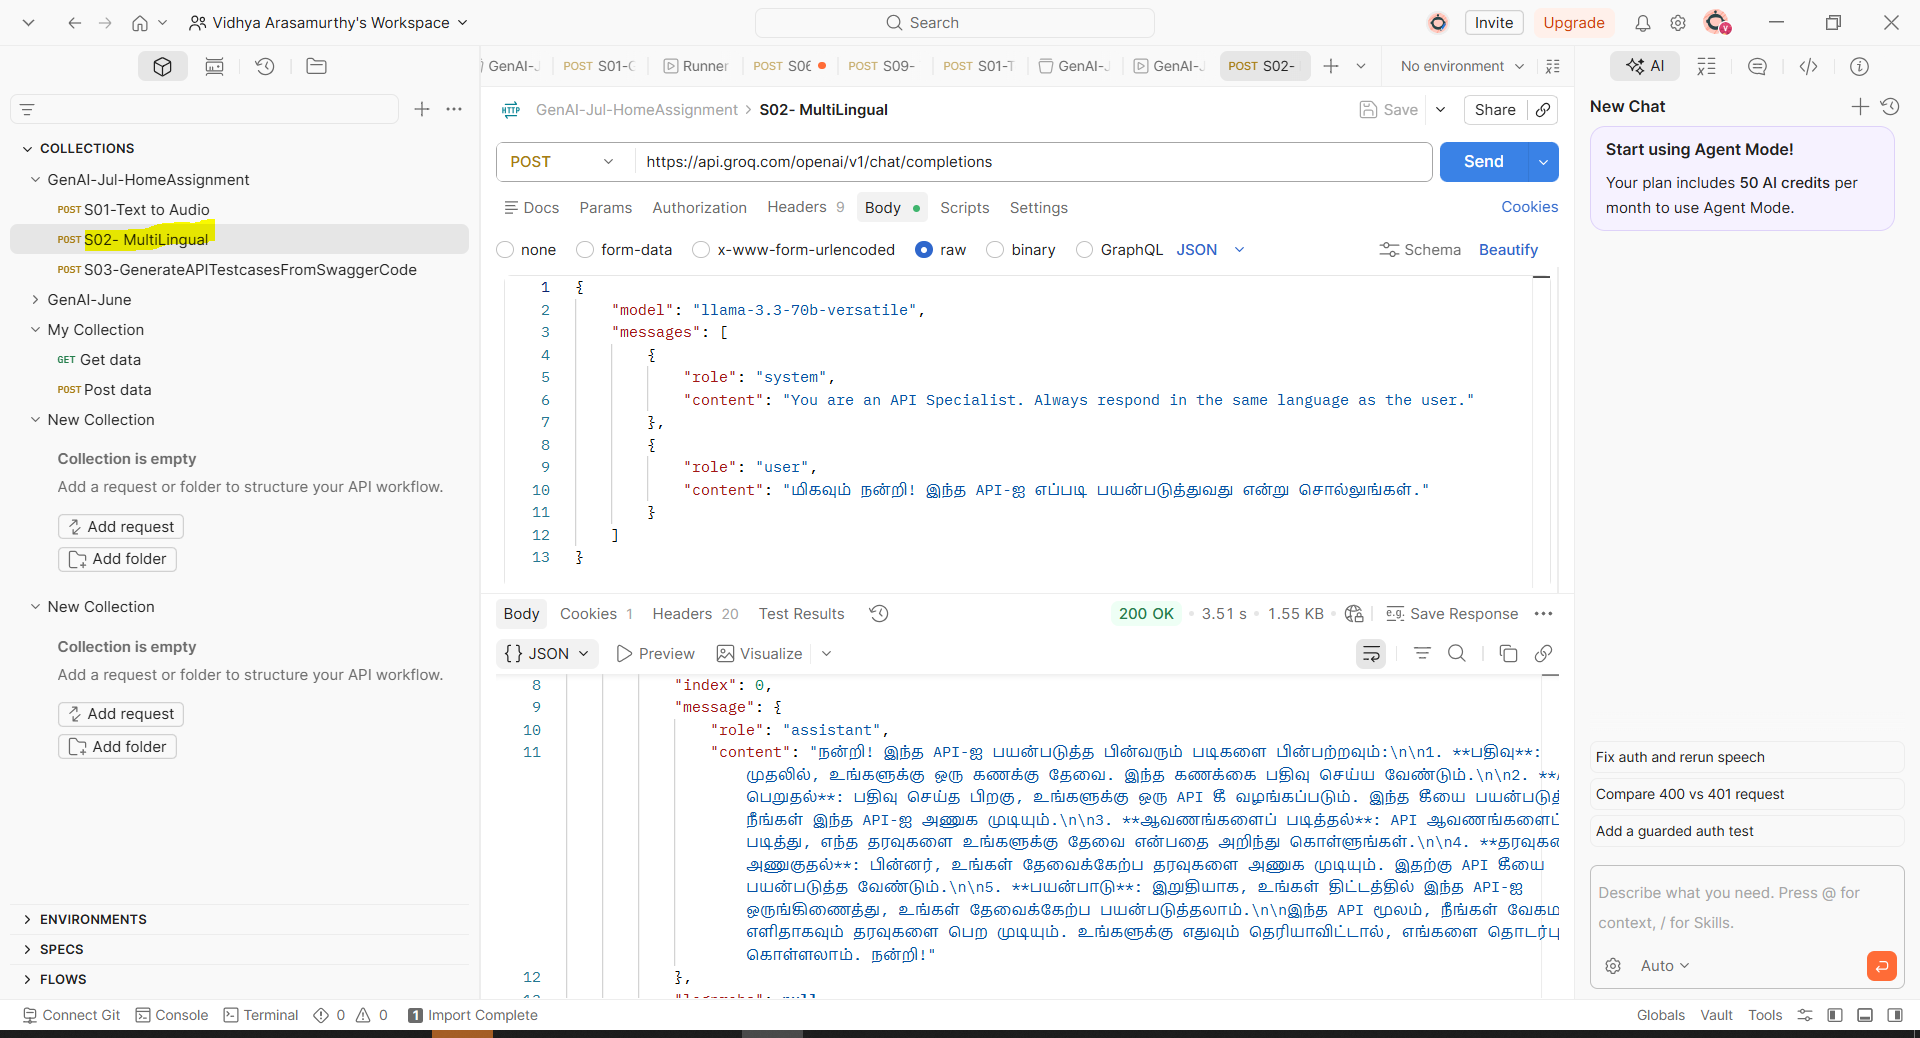 Vidhya Arasamurthy's Workspace
Search
Invite
Upgrade
GenAI-J
POST S01-
Runner
POST S06
POST S09-
POST S01-T
GenAI-J
GenAI-J
POST S02-
No environment
AI
COLLECTIONS
GenAI-Jul-HomeAssignment
POST S01-Text to Audio
POST S02- MultiLingual
POST S03-GenerateAPITestcasesFromSwaggerCode
GenAI-June
My Collection
GET Get data
POST Post data
New Collection
Collection is empty
Add a request or folder to structure your API workflow.
Add request
Add folder
New Collection
Collection is empty
Add a request or folder to structure your API workflow.
Add request
Add folder
ENVIRONMENTS
SPECS
FLOWS
HTTP GenAI-Jul-HomeAssignment > S02- MultiLingual
Save
Share
POST https://api.groq.com/openai/v1/chat/completions
Send
Docs Params Authorization Headers 9 Body Scripts Settings
Cookies
none form-data x-www-form-urlencoded raw binary GraphQL JSON
Schema Beautify
1 {
2 "model": "llama-3.3-70b-versatile",
3 "messages": [
4 {
5 "role": "system",
6 "content": "You are an API Specialist. Always respond in the same language as the user."
7 },
8 {
9 "role": "user",
10 "content": "மிகவும் நன்றி! இந்த API-ஐ எப்படி பயன்படுத்துவது என்று சொல்லுங்கள்."
11 }
12 ]
13 }
Body Cookies 1 Headers 20 Test Results
200 OK • 3.51 s • 1.55 KB
e.g. Save Response
{} JSON Preview Visualize
8 "index": 0,
9 "message": {
10 "role": "assistant",
11 "content": "நன்றி! இந்த API-ஐ பயன்படுத்த பின்வரும் படிகளை பின்பற்றவும்:\n\n1. **பதிவு**:
முதலில், உங்களுக்கு ஒரு கணக்கு தேவை. இந்த கணக்கை பதிவு செய்ய வேண்டும்.\n\n2. **
பெறுதல்**: பதிவு செய்த பிறகு, உங்களுக்கு ஒரு API கீ வழங்கப்படும். இந்த கீயை
நீங்கள் இந்த API-ஐ அணுக முடியும்.\n\n3. **ஆவணங்களைப் படித்தல்**: API
படித்து, எந்த தரவுகளை உங்களுக்கு தேவை என்பதை அறிந்து கொள்ளுங்கள்.\n\n4.
அணுகுதல்**: பின்னர், உங்கள் தேவைக்கேற்ப தரவுகளை அணுக முடியும். இதற்கு API கீயை
பயன்படுத்த வேண்டும்.\n\n5. **பயன்பாடு**: இறுதியாக, உங்கள் திட்டத்தில் இந்த API-ஐ
ஒருங்கிணைத்து, உங்கள் தேவைக்கேற்ப பயன்படுத்தலாம்.\n\nஇந்த API மூலம், நீங்கள்
எளிதாகவும் தரவுகளை பெற முடியும். உங்களுக்கு எதுவும் தெரியாவிட்டால், எங்களை
கொள்ளலாம். நன்றி!"
12 },
New Chat
Start using Agent Mode!
Your plan includes 50 AI credits per
month to use Agent Mode.
Fix auth and rerun speech
Compare 400 vs 401 request
Add a guarded auth test
Describe what you need. Press @ for
context, / for Skills.
Auto
Connect Git Console Terminal 0 0 1 Import Complete
Globals Vault Tools